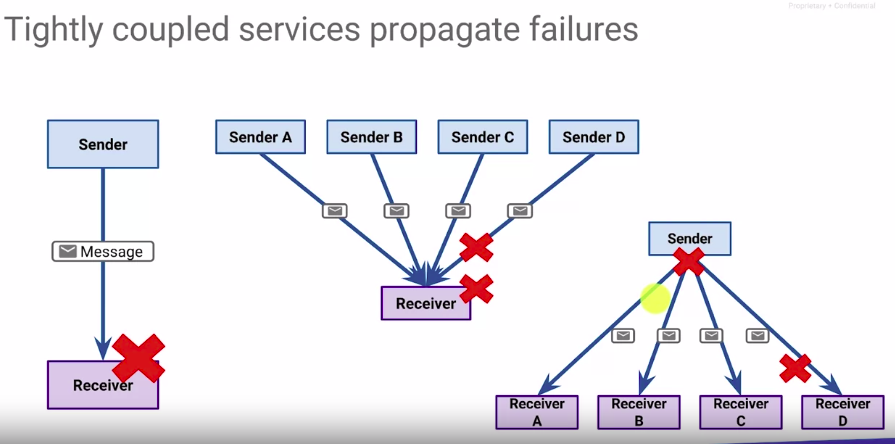 Proprietary + Confidential
Tightly coupled services propagate failures
Sender
Message
Receiver
Sender A
Sender B
Sender C
Sender D
Receiver
Sender
Receiver
A
Receiver
B
Receiver
C
Receiver
D